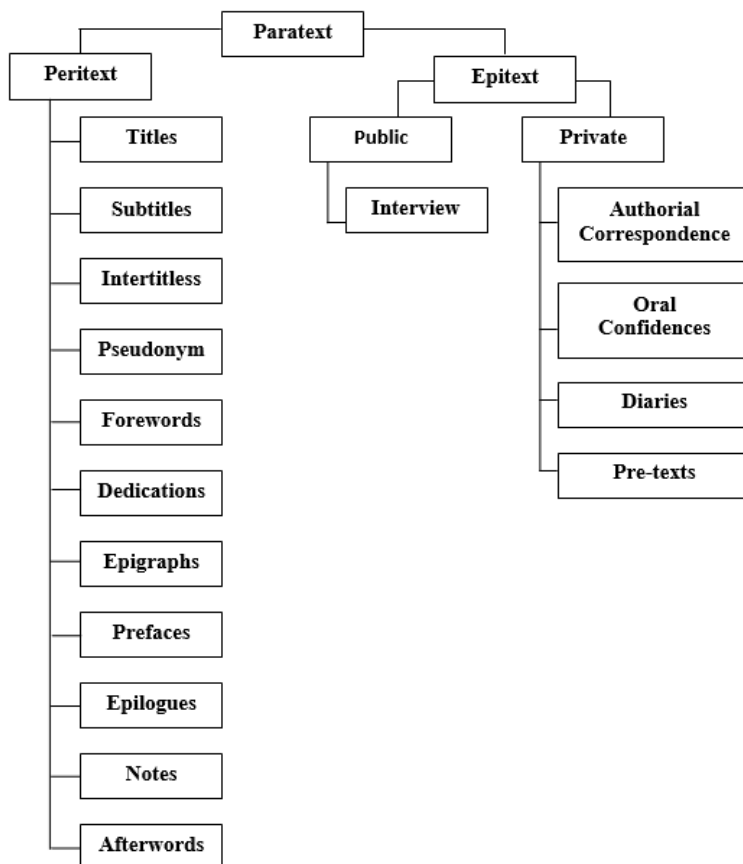 Paratext
Peritext
Epitext
Titles
Public
Private
Subtitles
Interview
Authorial
Correspondence
Intertitless
Oral
Confidences
Pseudonym
Diaries
Forewords
Pre-texts
Dedications
Epigraphs
Prefaces
Epilogues
Notes
Afterwords